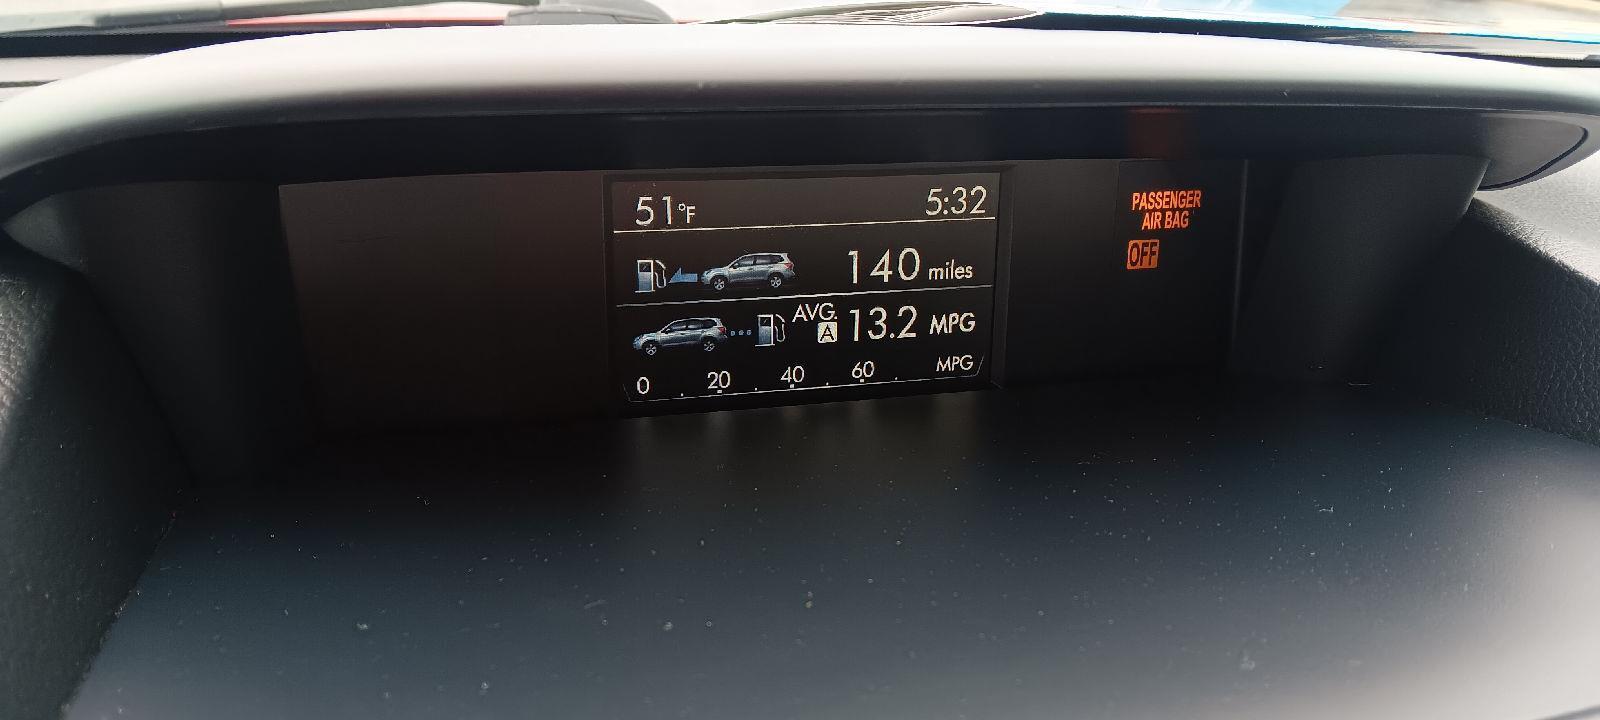 51°F 5:32
140 miles
AVG.
A 13.2 MPG
0 20 40 60 MPG
PASSENGER
AIR BAG
OFF